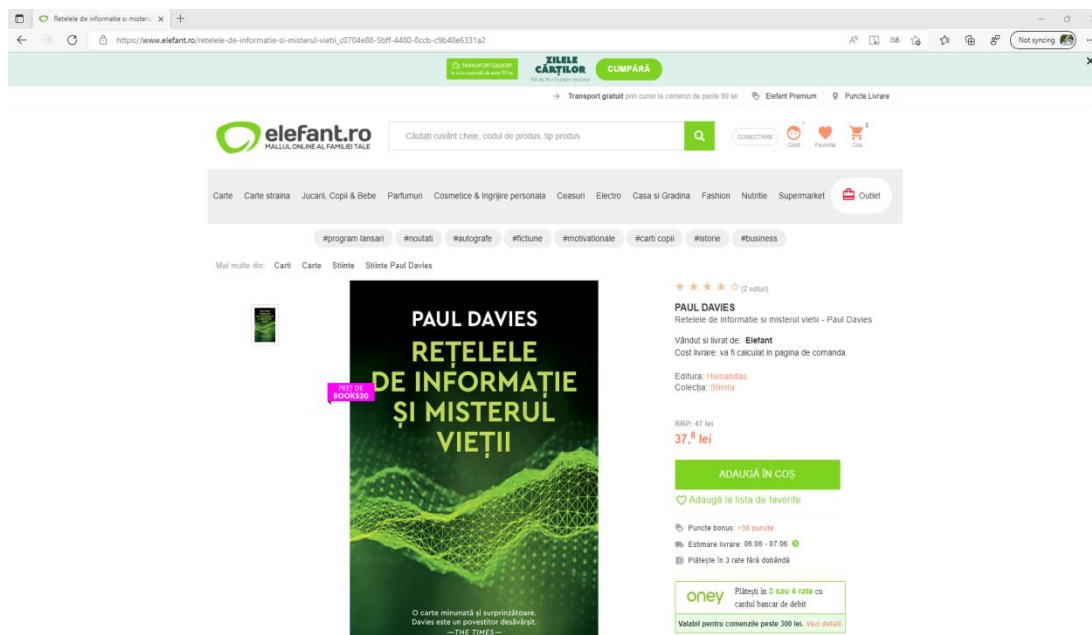 Retelele de informatie si misteru
https://www.elefant.ro/retelele-de-informatie-si-misterul-vietii_c0704e88-5bff-4480-8ccb-c9b40e6331a2
Not syncing
TRANSPORT GRATUIT
ZILELE
CĂRȚILOR
CUMPĂRĂ
Transport gratuit prin curier la comenzi de peste 99 lei
Elefant Premium
Puncte Livrare
elefant.ro
MALLUL ONLINE AL FAMILIEI TALE
Căutați cuvânt cheie, codul de produs, tip produs
CONECTARE
Cont
Favorite
0
Cos
Carte Carte straina Jucarii, Copii & Bebe Parfumuri Cosmetice & Ingrijire personala Ceasuri Electro Casa si Gradina Fashion Nutritie Supermarket Outlet
#program lansari #noutati #autografe #fictiune #motivationale #carti copii #istorie #business
Mai multe din: Carti Carte Stiinte Stiinte Paul Davies
PAUL DAVIES
REȚELELE
DE INFORMAȚIE
ȘI MISTERUL
VIEȚII
PREȚ DE
BOOKS20
O carte minunată și surprinzătoare.
Davies este un povestitor desăvârșit.
—THE TIMES—
(2 voturi)
PAUL DAVIES
Retelele de informatie si misterul vietii - Paul Davies
Vândut si livrat de: Elefant
Cost livrare: va fi calculat in pagina de comanda.
Editura: Humanitas
Colecția: Stiinta
RRP: 47 lei
37,6 lei
ADAUGĂ ÎN COȘ
Adaugă la lista de favorite
Puncte bonus: +38 puncte
Estimare livrare: 06.06 - 07.06
Plătește în 3 rate fără dobândă
oney
Plătești în 3 sau 4 rate cu
cardul bancar de debit
Valabil pentru comenzile peste 300 lei. Vezi detalii